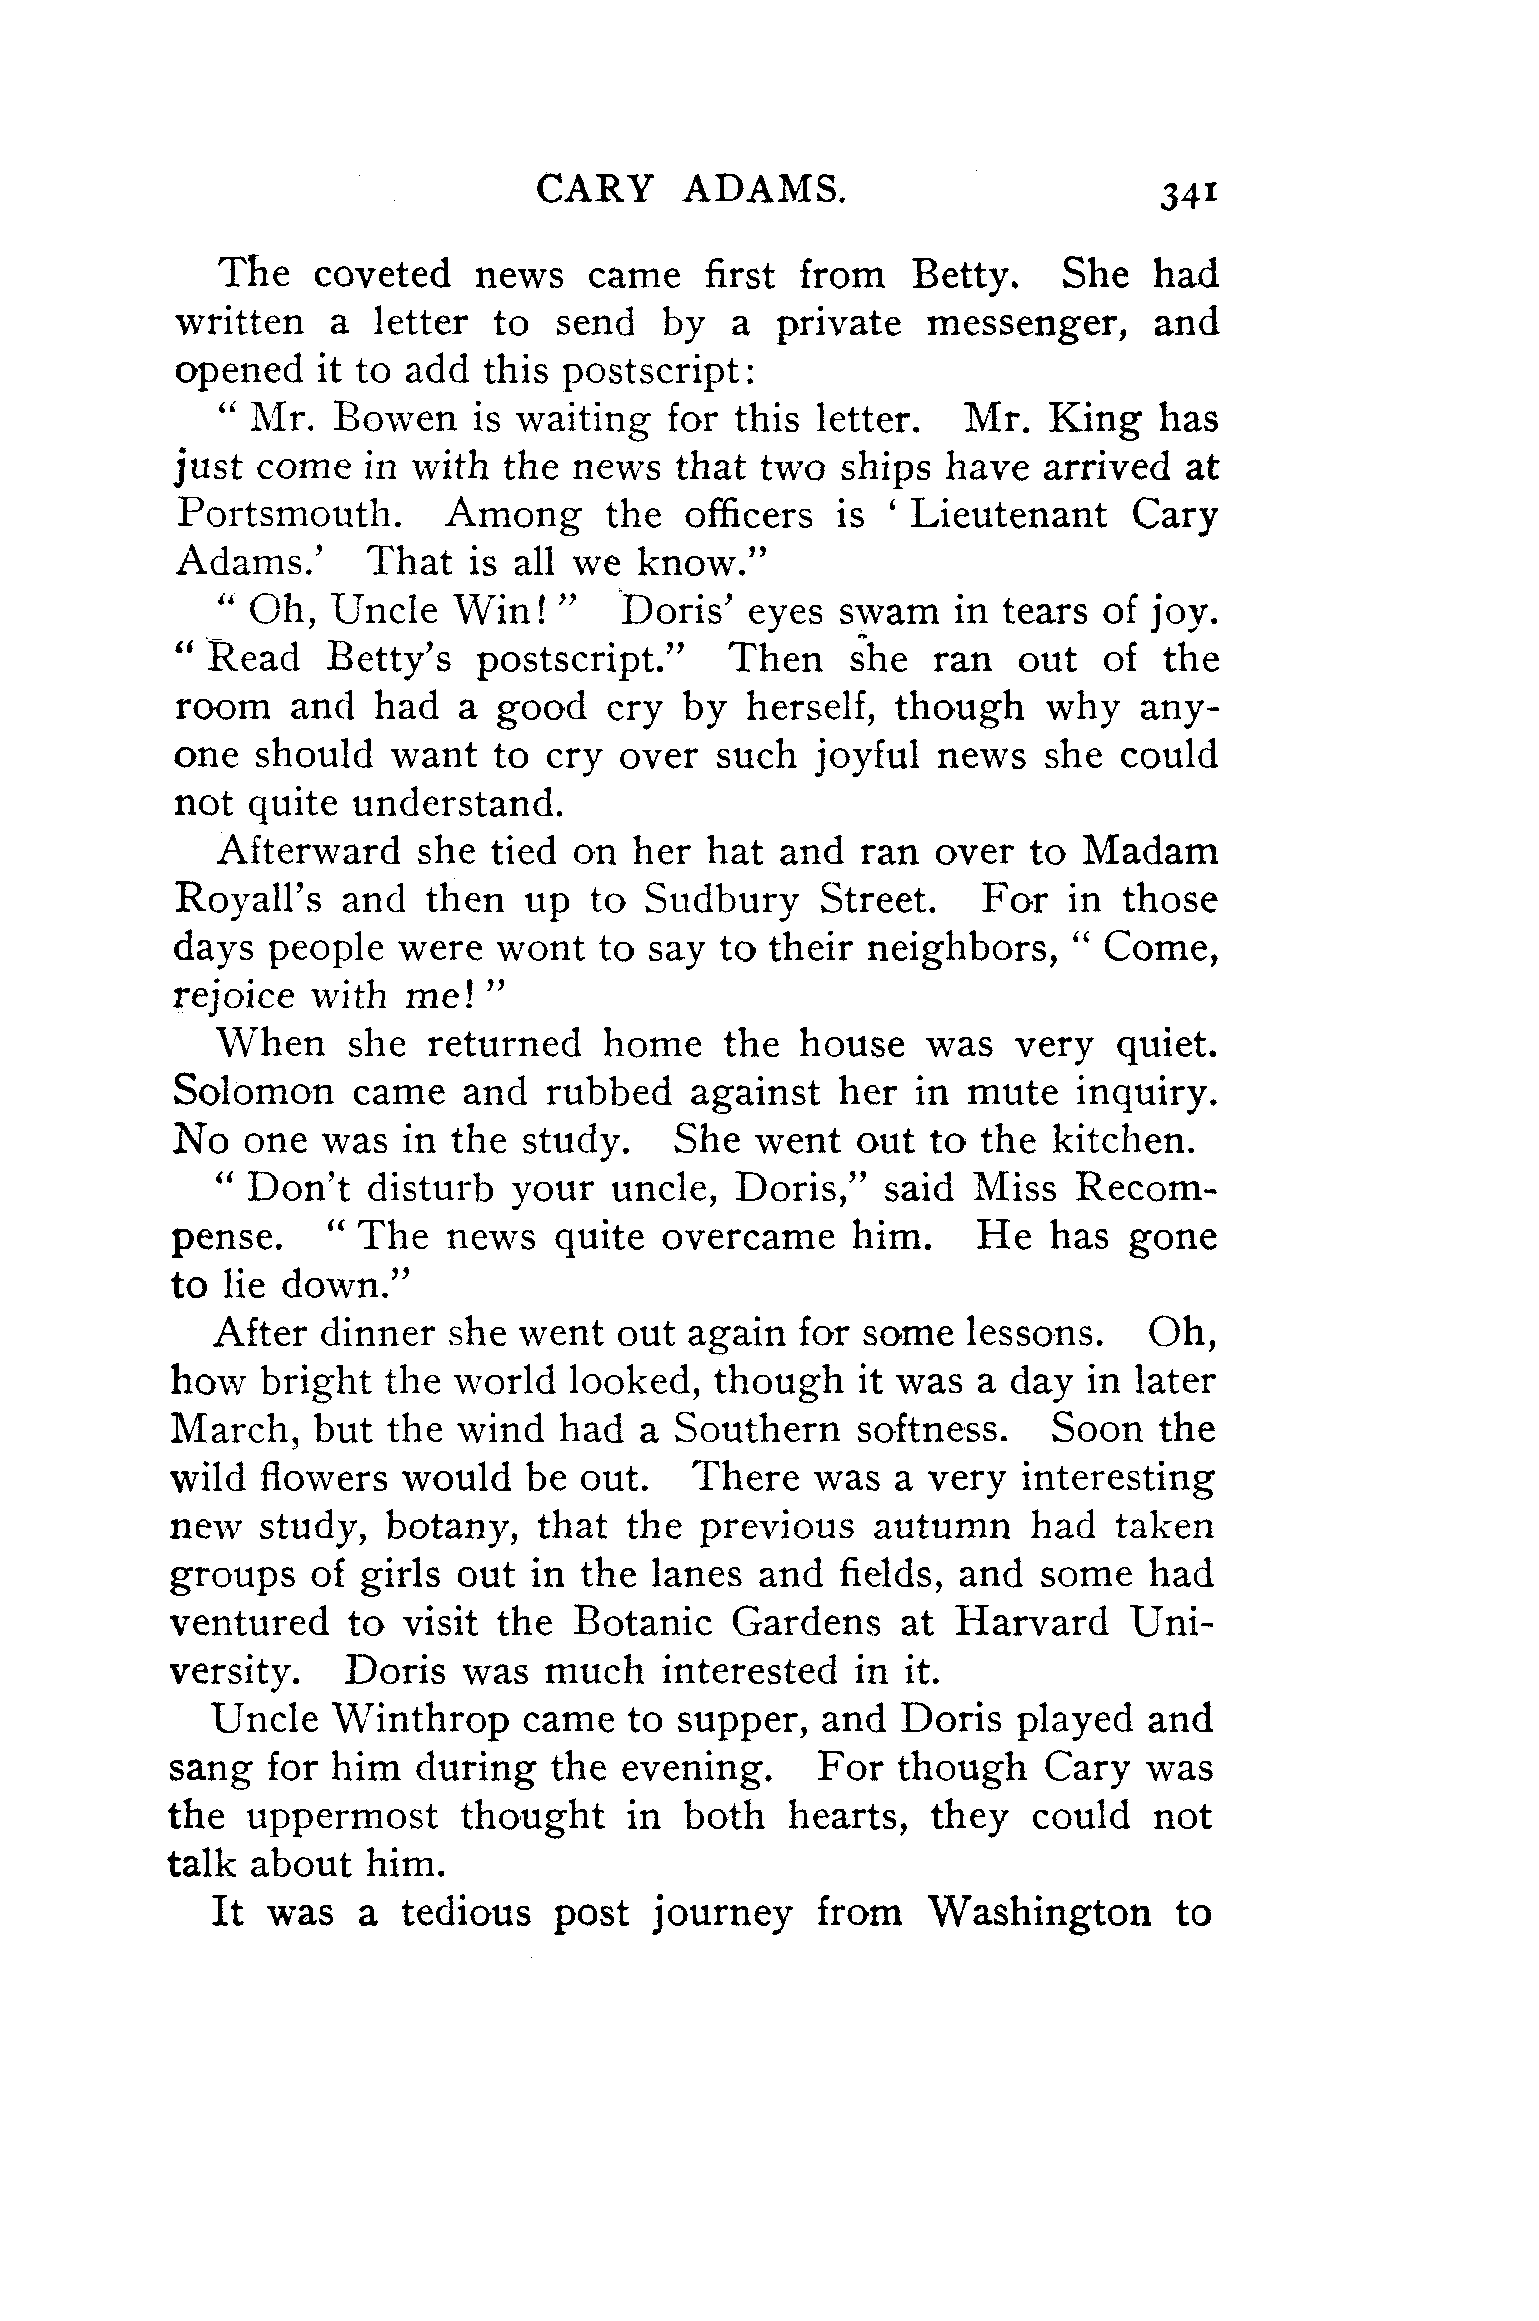 CARY ADAMS. 341
The coveted news came first from Betty. She had
written a letter to send by a private messenger, and
opened it to add this postscript:
“ Mr. Bowen is waiting for this letter. Mr. King has
just come in with the news that two ships have arrived at
Portsmouth. Among the officers is ‘ Lieutenant Cary
Adams.’ That is all we know.”
“ Oh, Uncle Win! ” Doris’ eyes swam in tears of joy.
“ Read Betty’s postscript.” Then she ran out of the
room and had a good cry by herself, though why any-
one should want to cry over such joyful news she could
not quite understand.
Afterward she tied on her hat and ran over to Madam
Royall’s and then up to Sudbury Street. For in those
days people were wont to say to their neighbors, “ Come,
rejoice with me! ”
When she returned home the house was very quiet.
Solomon came and rubbed against her in mute inquiry.
No one was in the study. She went out to the kitchen.
“ Don’t disturb your uncle, Doris,” said Miss Recom-
pense. “ The news quite overcame him. He has gone
to lie down.”
After dinner she went out again for some lessons. Oh,
how bright the world looked, though it was a day in later
March, but the wind had a Southern softness. Soon the
wild flowers would be out. There was a very interesting
new study, botany, that the previous autumn had taken
groups of girls out in the lanes and fields, and some had
ventured to visit the Botanic Gardens at Harvard Uni-
versity. Doris was much interested in it.
Uncle Winthrop came to supper, and Doris played and
sang for him during the evening. For though Cary was
the uppermost thought in both hearts, they could not
talk about him.
It was a tedious post journey from Washington to